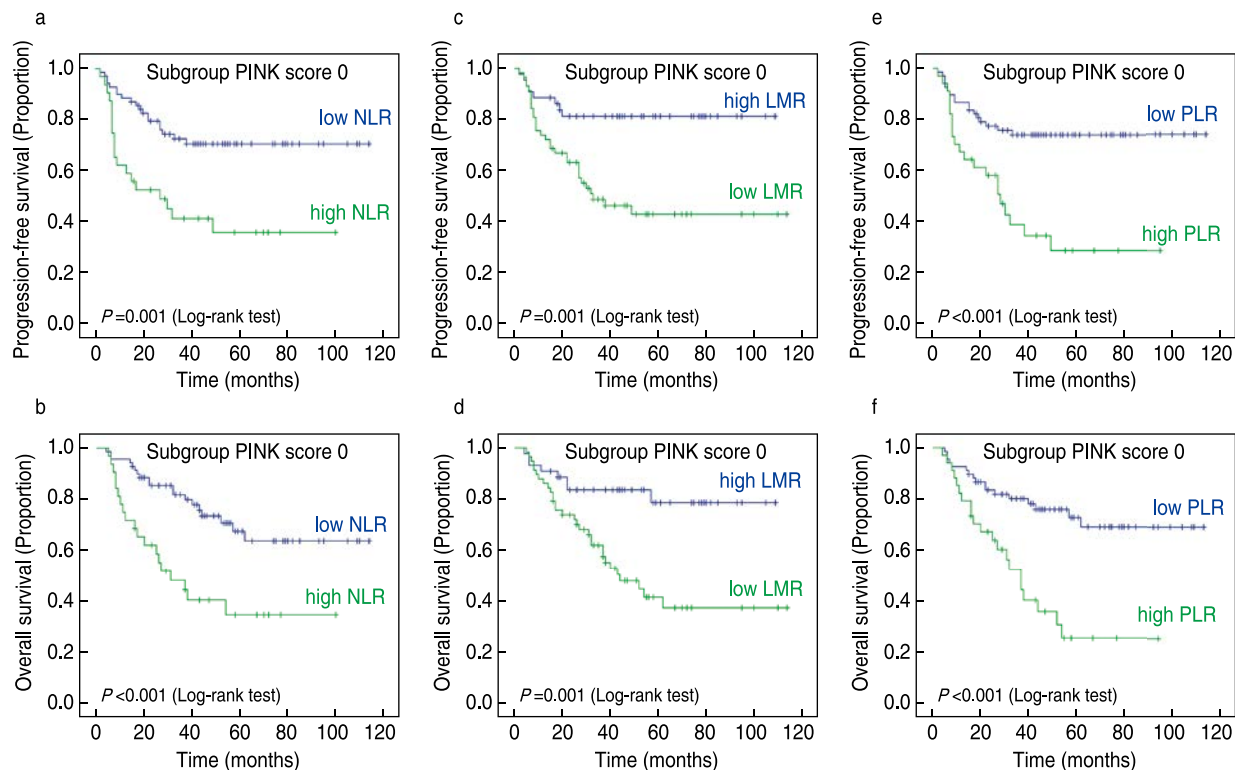 a
Progression-free survival (Proportion)
1.0
0.8
0.6
0.4
0.2
0.0
Subgroup PINK score 0
low NLR
high NLR
P=0.001 (Log-rank test)
0 20 40 60 80 100 120
Time (months)
c
Progression-free survival (Proportion)
1.0
0.8
0.6
0.4
0.2
0.0
Subgroup PINK score 0
high LMR
low LMR
P=0.001 (Log-rank test)
0 20 40 60 80 100 120
Time (months)
e
Progression-free survival (Proportion)
1.0
0.8
0.6
0.4
0.2
0.0
Subgroup PINK score 0
low PLR
high PLR
P<0.001 (Log-rank test)
0 20 40 60 80 100 120
Time (months)
b
Overall survival (Proportion)
1.0
0.8
0.6
0.4
0.2
0.0
Subgroup PINK score 0
low NLR
high NLR
P<0.001 (Log-rank test)
0 20 40 60 80 100 120
Time (months)
d
Overall survival (Proportion)
1.0
0.8
0.6
0.4
0.2
0.0
Subgroup PINK score 0
high LMR
low LMR
P=0.001 (Log-rank test)
0 20 40 60 80 100 120
Time (months)
f
Overall survival (Proportion)
1.0
0.8
0.6
0.4
0.2
0.0
Subgroup PINK score 0
low PLR
high PLR
P<0.001 (Log-rank test)
0 20 40 60 80 100 120
Time (months)